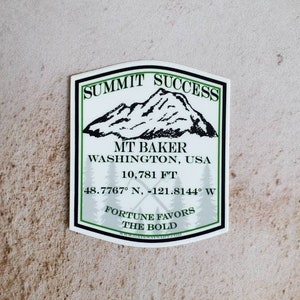 SUMMIT SUCCESS
MT BAKER
WASHINGTON, USA
10,781 FT
48.7767° N, -121.8144° W
FORTUNE FAVORS
THE BOLD